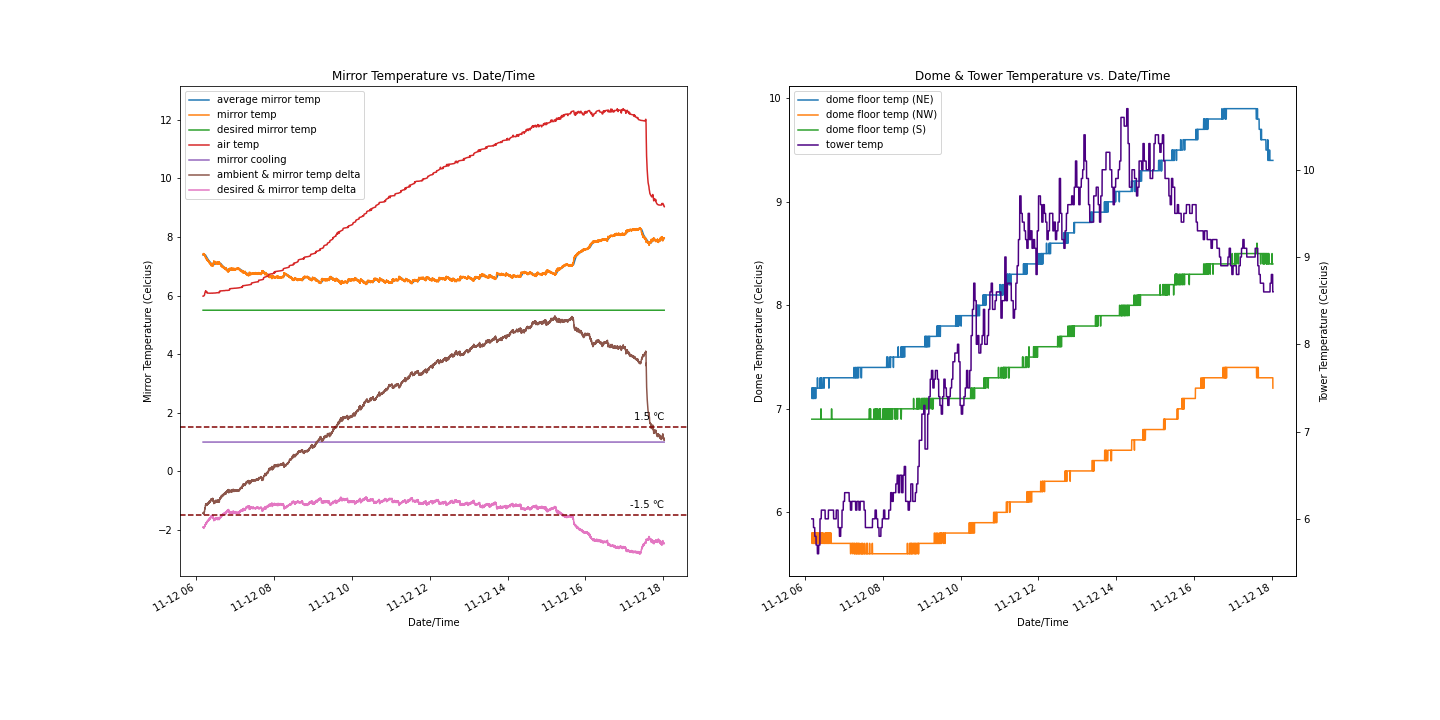 Mirror Temperature vs. Date/Time
average mirror temp
mirror temp
desired mirror temp
air temp
mirror cooling
ambient & mirror temp delta
desired & mirror temp delta
12
10
8
6
4
2
0
−2
Mirror Temperature (Celcius)
1.5 °C
-1.5 °C
11-12 06
11-12 08
11-12 10
11-12 12
11-12 14
11-12 16
11-12 18
Date/Time
Dome & Tower Temperature vs. Date/Time
dome floor temp (NE)
dome floor temp (NW)
dome floor temp (S)
tower temp
10
9
8
7
6
Dome Temperature (Celcius)
10
9
8
7
6
Tower Temperature (Celcius)
11-12 06
11-12 08
11-12 10
11-12 12
11-12 14
11-12 16
11-12 18
Date/Time